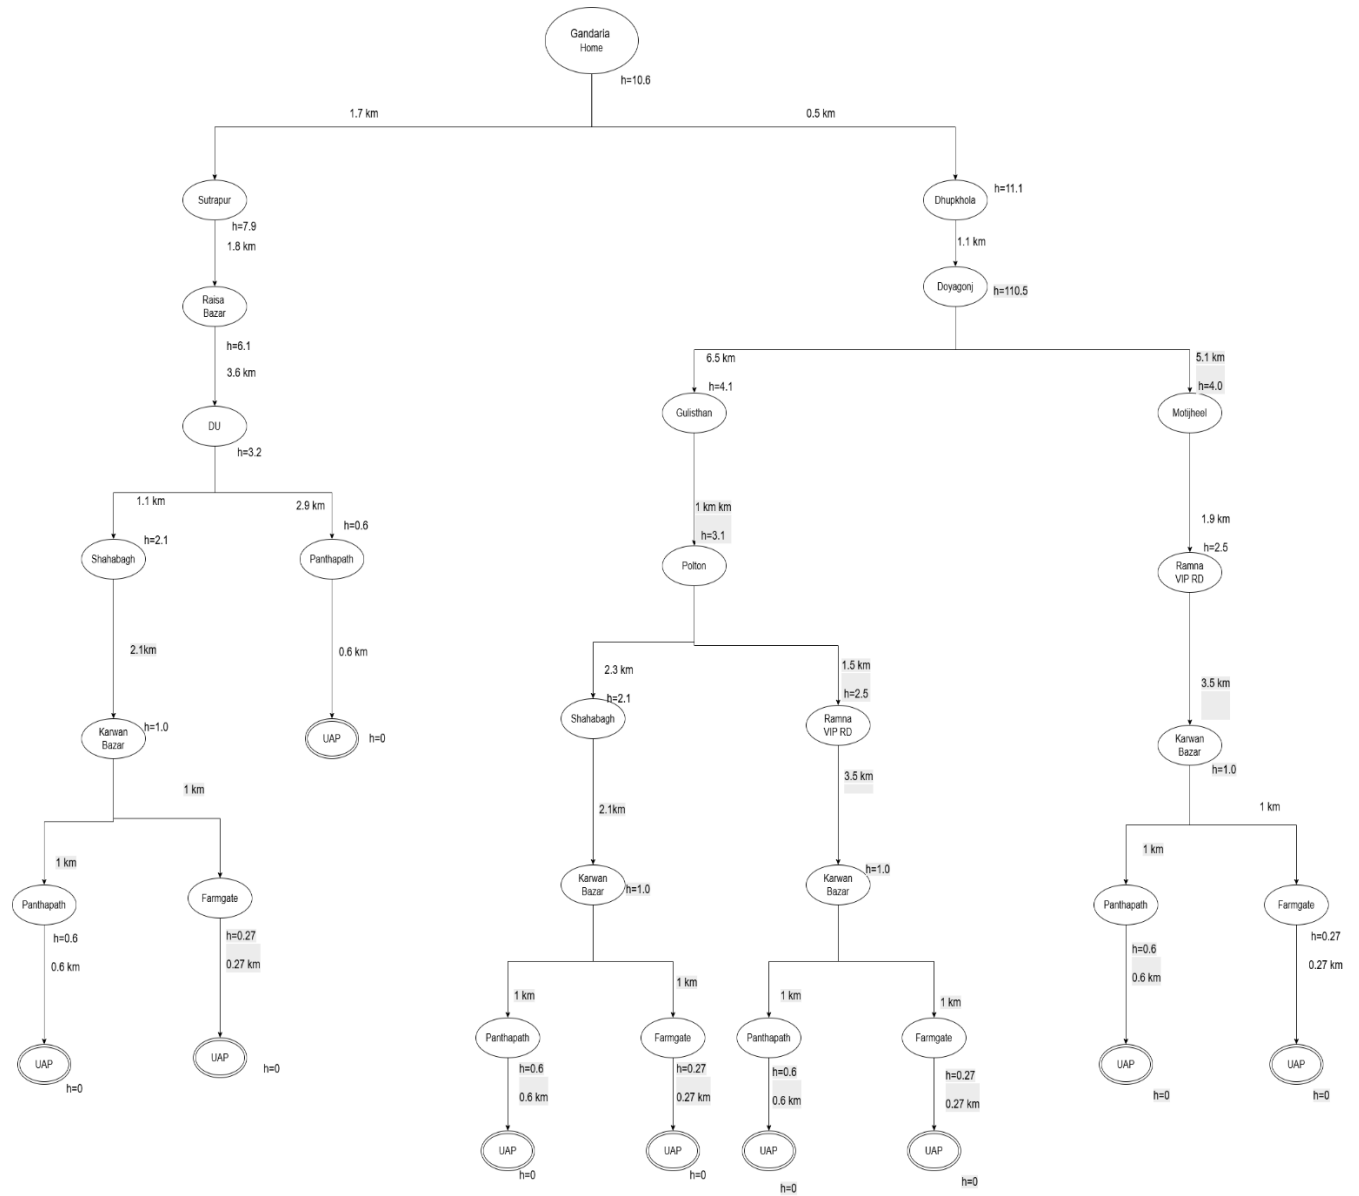 Gandaria
Home
h=10.6
1.7 km
0.5 km
Sutrapur
h=7.9
1.8 km
Dhupkhola
h=11.1
1.1 km
Doyagonj
h=110.5
Raisa
Bazar
h=6.1
3.6 km
6.5 km
h=4.1
5.1 km
h=4.0
DU
h=3.2
Gulisthan
Motijheel
1.1 km
2.9 km
h=2.1
h=0.6
Shahabagh
Panthapath
1 km km
h=3.1
Polton
1.9 km
h=2.5
Ramna
VIP RD
2.1km
0.6 km
2.3 km
h=2.1
Shahabagh
1.5 km
h=2.5
Ramna
VIP RD
3.5 km
Karwan
Bazar
h=1.0
UAP
h=0
Karwan
Bazar
h=1.0
1 km
2.1km
3.5 km
1 km
1 km
Panthapath
h=0.6
0.6 km
Farmgate
h=0.27
0.27 km
Karwan
Bazar
h=1.0
Karwan
Bazar
h=1.0
1 km
Panthapath
h=0.6
0.6 km
Farmgate
h=0.27
0.27 km
1 km
1 km
1 km
1 km
Panthapath
Farmgate
Panthapath
Farmgate
h=0.6
0.6 km
h=0.27
0.27 km
h=0.6
0.6 km
h=0.27
0.27 km
UAP
h=0
UAP
h=0
UAP
h=0
UAP
h=0
UAP
h=0
UAP
h=0
UAP
h=0
UAP
h=0